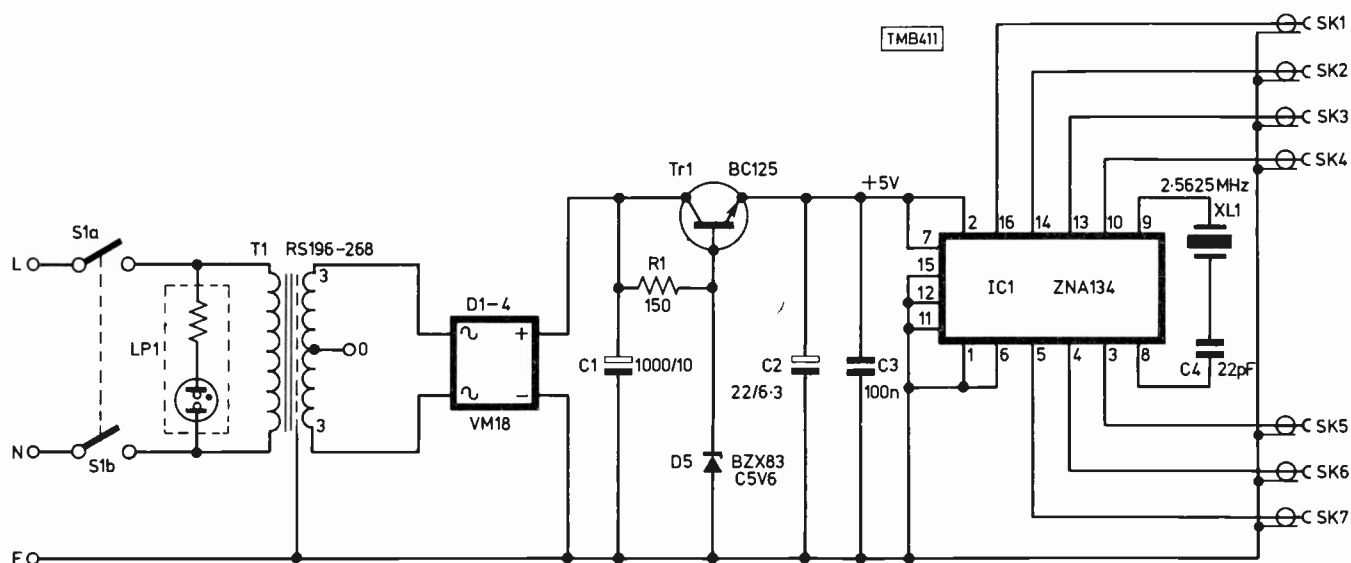 TMB411
SK1
SK2
SK3
SK4
Tr1 BC125
+5V
2·5625MHz
XL1
2 16 14 13 10 9
7
15
12
11
IC1 ZNA134
1 6 5 4 3 8
C4 22pF
S1a
L
T1 RS196-268
3
0
3
LP1
N
S1b
D1-4
∿ +
∿ −
VM18
R1
150
C1 1000/10
C2
22/6·3
C3
100n
D5 BZX83
C5V6
SK5
SK6
SK7
E